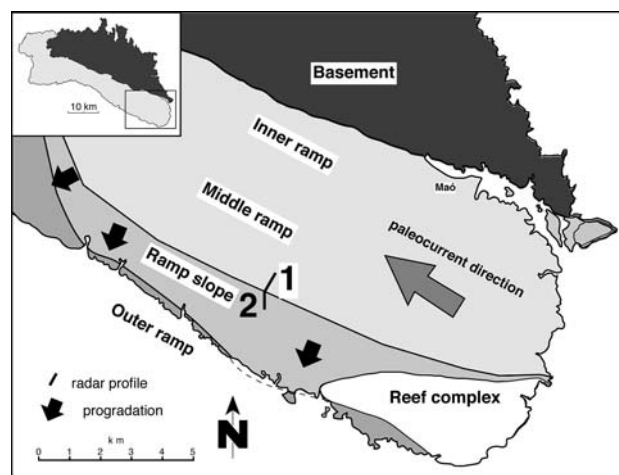 10 km
Basement
Inner ramp
Maó
Middle ramp
paleocurrent direction
Ramp slope
1
2
Outer ramp
radar profile
progradation
Reef complex
km
0 1 2 3 4 5
N